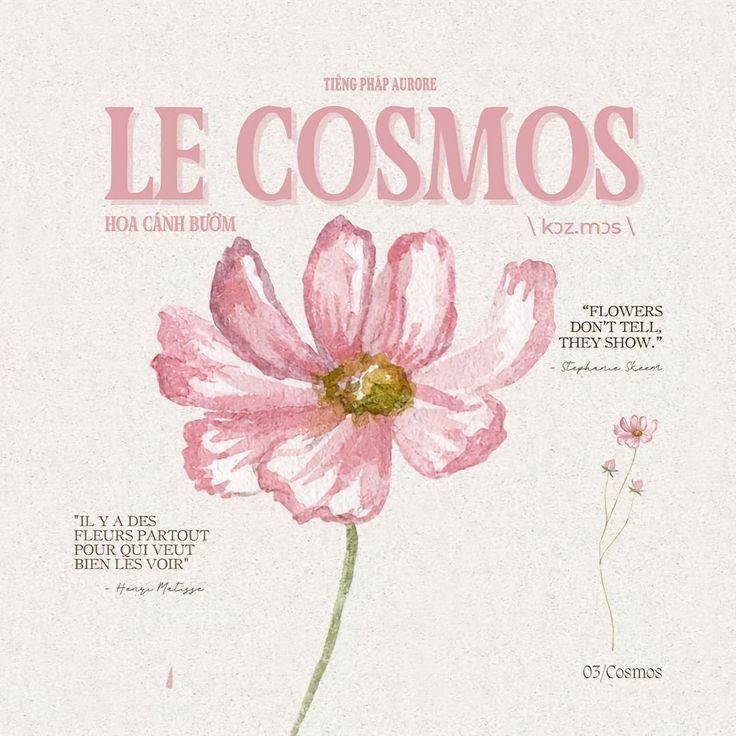 TIẾNG PHÁP AURORE
LE COSMOS
HOA CÁNH BƯỚM
\ kɔz.mɔs \
“FLOWERS
DON’T TELL,
THEY SHOW.”
- Stephanie Skeem
"IL Y A DES
FLEURS PARTOUT
POUR QUI VEUT
BIEN LES VOIR"
- Henri Matisse
03/Cosmos